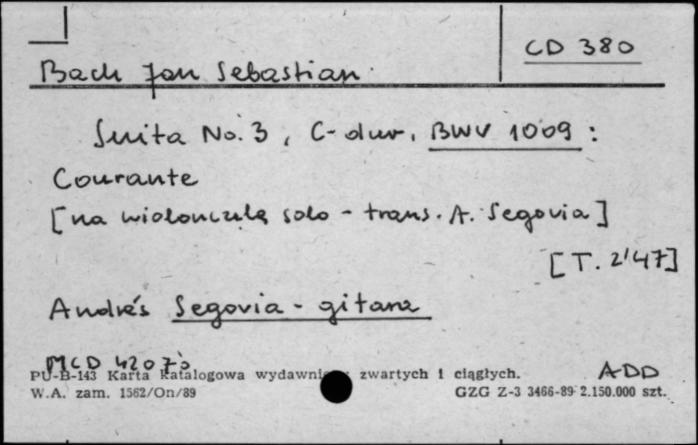 CD 380
Bach Jan Sebastian
Suita No. 3, C-dur, BWV 1009:
Courante
[na wiolonczelę solo - trans. A. Segovia]
[T. 2'47]
Andrés Segovia - gitara
MCD 42073 ADD
PU-B-143 Karta katalogowa wydawnictw zwartych i ciągłych.
W.A. zam. 1562/On/89 GZG Z-3 3466-89 2.150.000 szt.